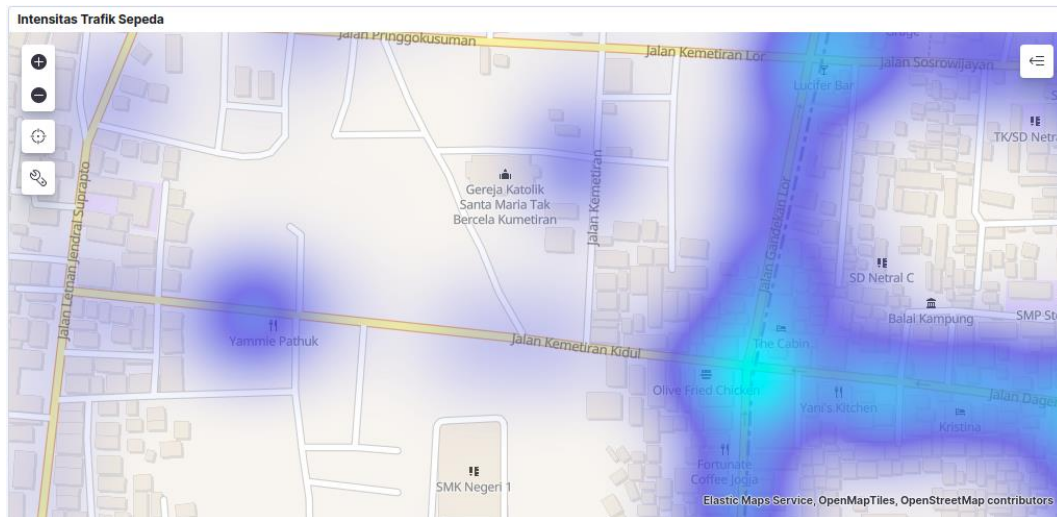 Intensitas Trafik Sepeda
Jalan Pringgokusuman
Jalan Kemetiran Lor
Jalan Sosrowijayan
Lucifer Bar
Gereja Katolik
Santa Maria Tak
Bercela Kumetiran
Jalan Kemetiran
Jalan Letnan Jendral Suprapto
Jalan Gandekan Lor
SD Netral C
Balai Kampung
Yammie Pathuk
Jalan Kemetiran Kidul
The Cabin
Olive Fried Chicken
Yani's Kitchen
Kristina
Fortunate
Coffee Jogja
SMK Negeri 1
Elastic Maps Service, OpenMapTiles, OpenStreetMap contributors